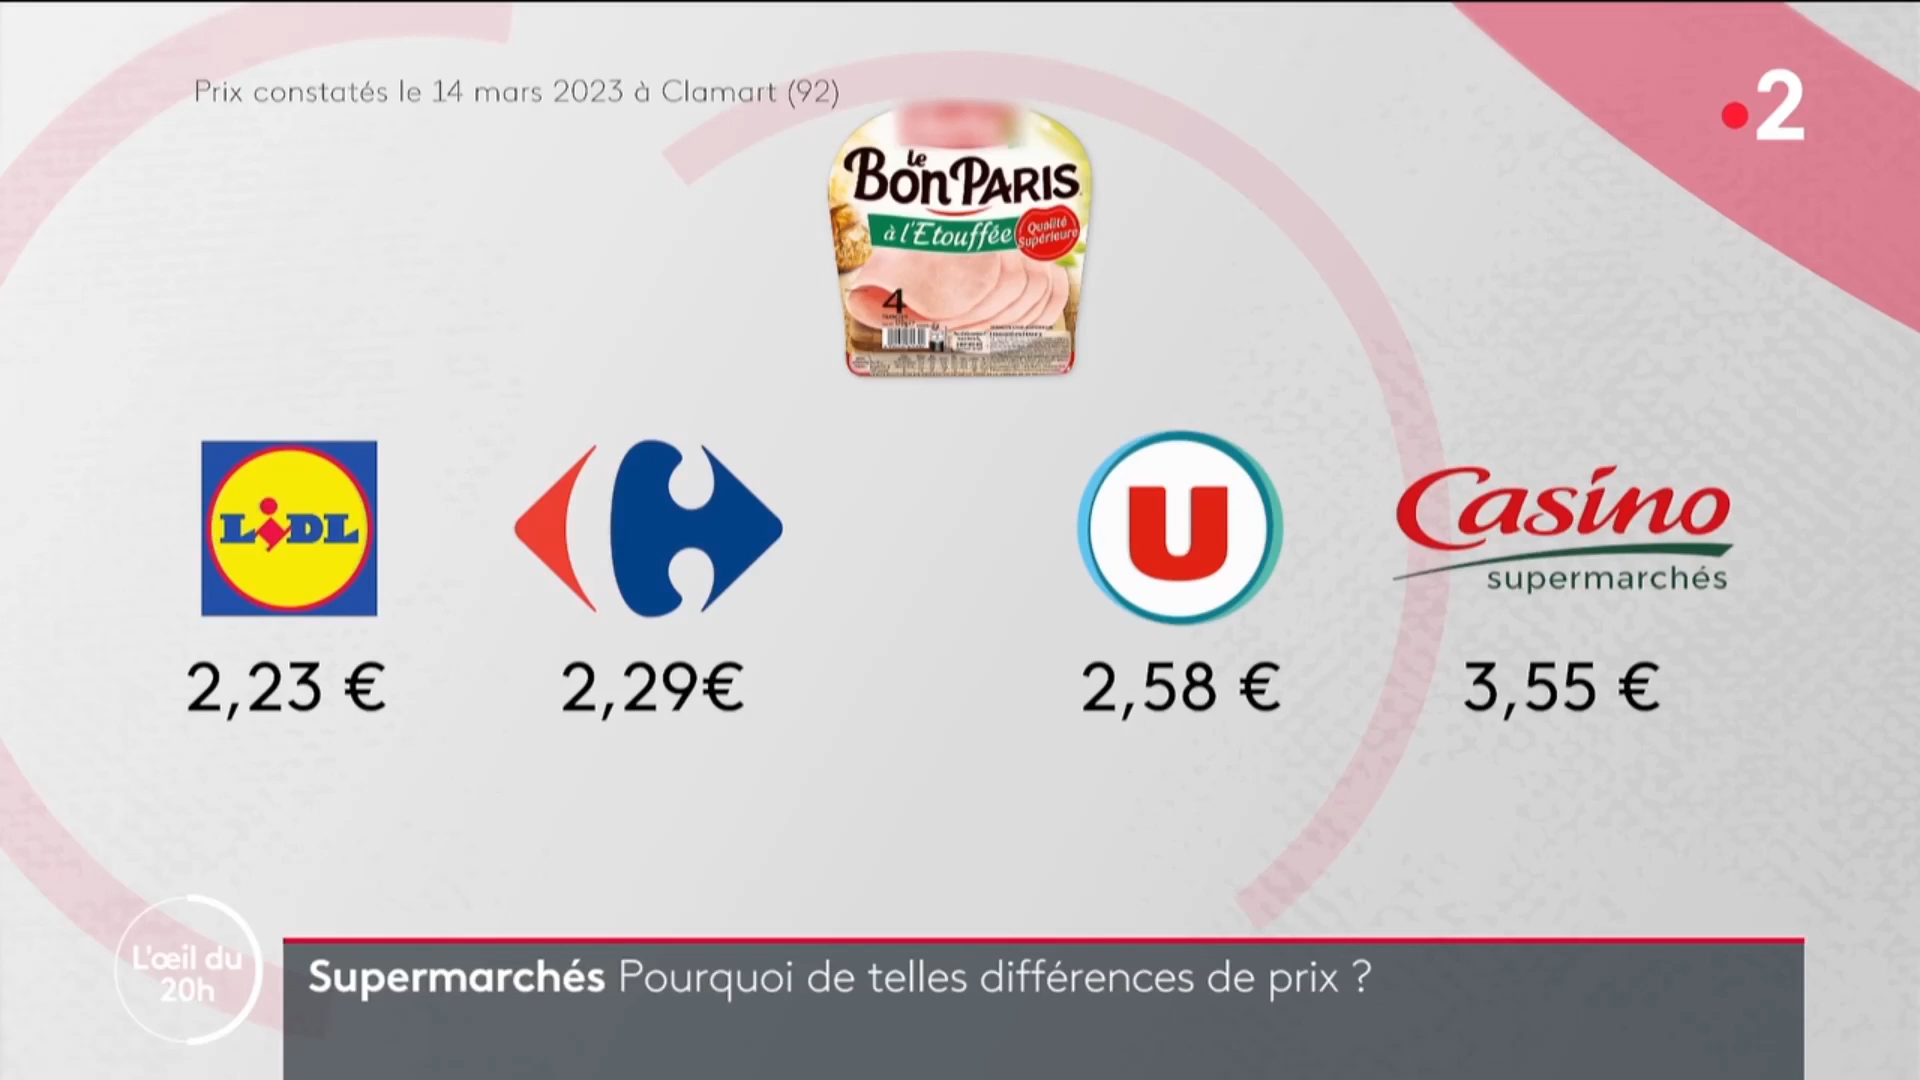 Prix constatés le 14 mars 2023 à Clamart (92)
2
le
Bon PARIS
à l'Etouffée
Qualité
Supérieure
4
LIDL
U
Casino
supermarchés
2,23 €
2,29€
2,58 €
3,55 €
L'œil du
20h
Supermarchés Pourquoi de telles différences de prix ?